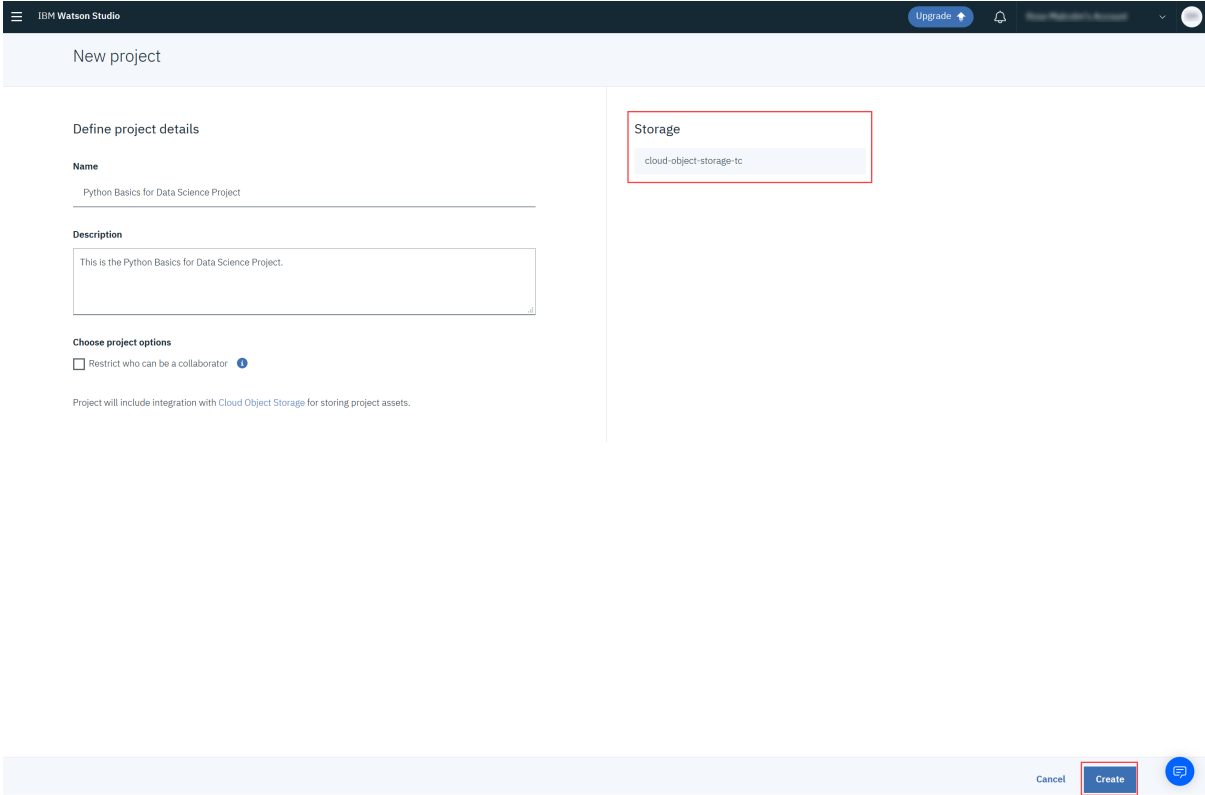 IBM Watson Studio
Upgrade
New project
Define project details
Name
Python Basics for Data Science Project
Description
This is the Python Basics for Data Science Project.
Choose project options
Restrict who can be a collaborator
Project will include integration with Cloud Object Storage for storing project assets.
Storage
cloud-object-storage-tc
Cancel
Create